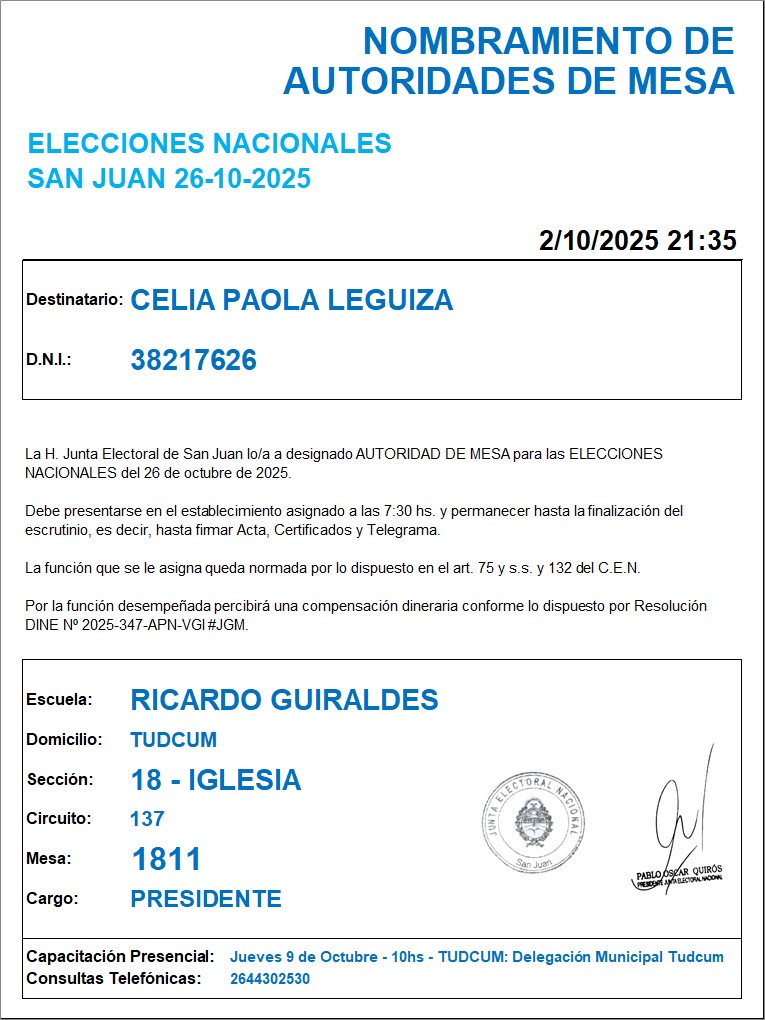 NOMBRAMIENTO DE
AUTORIDADES DE MESA
ELECCIONES NACIONALES
SAN JUAN 26-10-2025
2/10/2025 21:35
Destinatario: CELIA PAOLA LEGUIZA
D.N.I.: 38217626
La H. Junta Electoral de San Juan lo/a a designado AUTORIDAD DE MESA para las ELECCIONES
NACIONALES del 26 de octubre de 2025.
Debe presentarse en el establecimiento asignado a las 7:30 hs. y permanecer hasta la finalización del
escrutinio, es decir, hasta firmar Acta, Certificados y Telegrama.
La función que se le asigna queda normada por lo dispuesto en el art. 75 y s.s. y 132 del C.E.N.
Por la función desempeñada percibirá una compensación dineraria conforme lo dispuesto por Resolución
DINE Nº 2025-347-APN-VGI#JGM.
Escuela: RICARDO GUIRALDES
Domicilio: TUDCUM
Sección: 18 - IGLESIA
Circuito: 137
Mesa: 1811
Cargo: PRESIDENTE
JUNTA ELECTORAL NACIONAL
San Juan
PABLO OSCAR QUIRÓS
PRESIDENTE JUNTA ELECTORAL NACIONAL
Capacitación Presencial: Jueves 9 de Octubre - 10hs - TUDCUM: Delegación Municipal Tudcum
Consultas Telefónicas: 2644302530